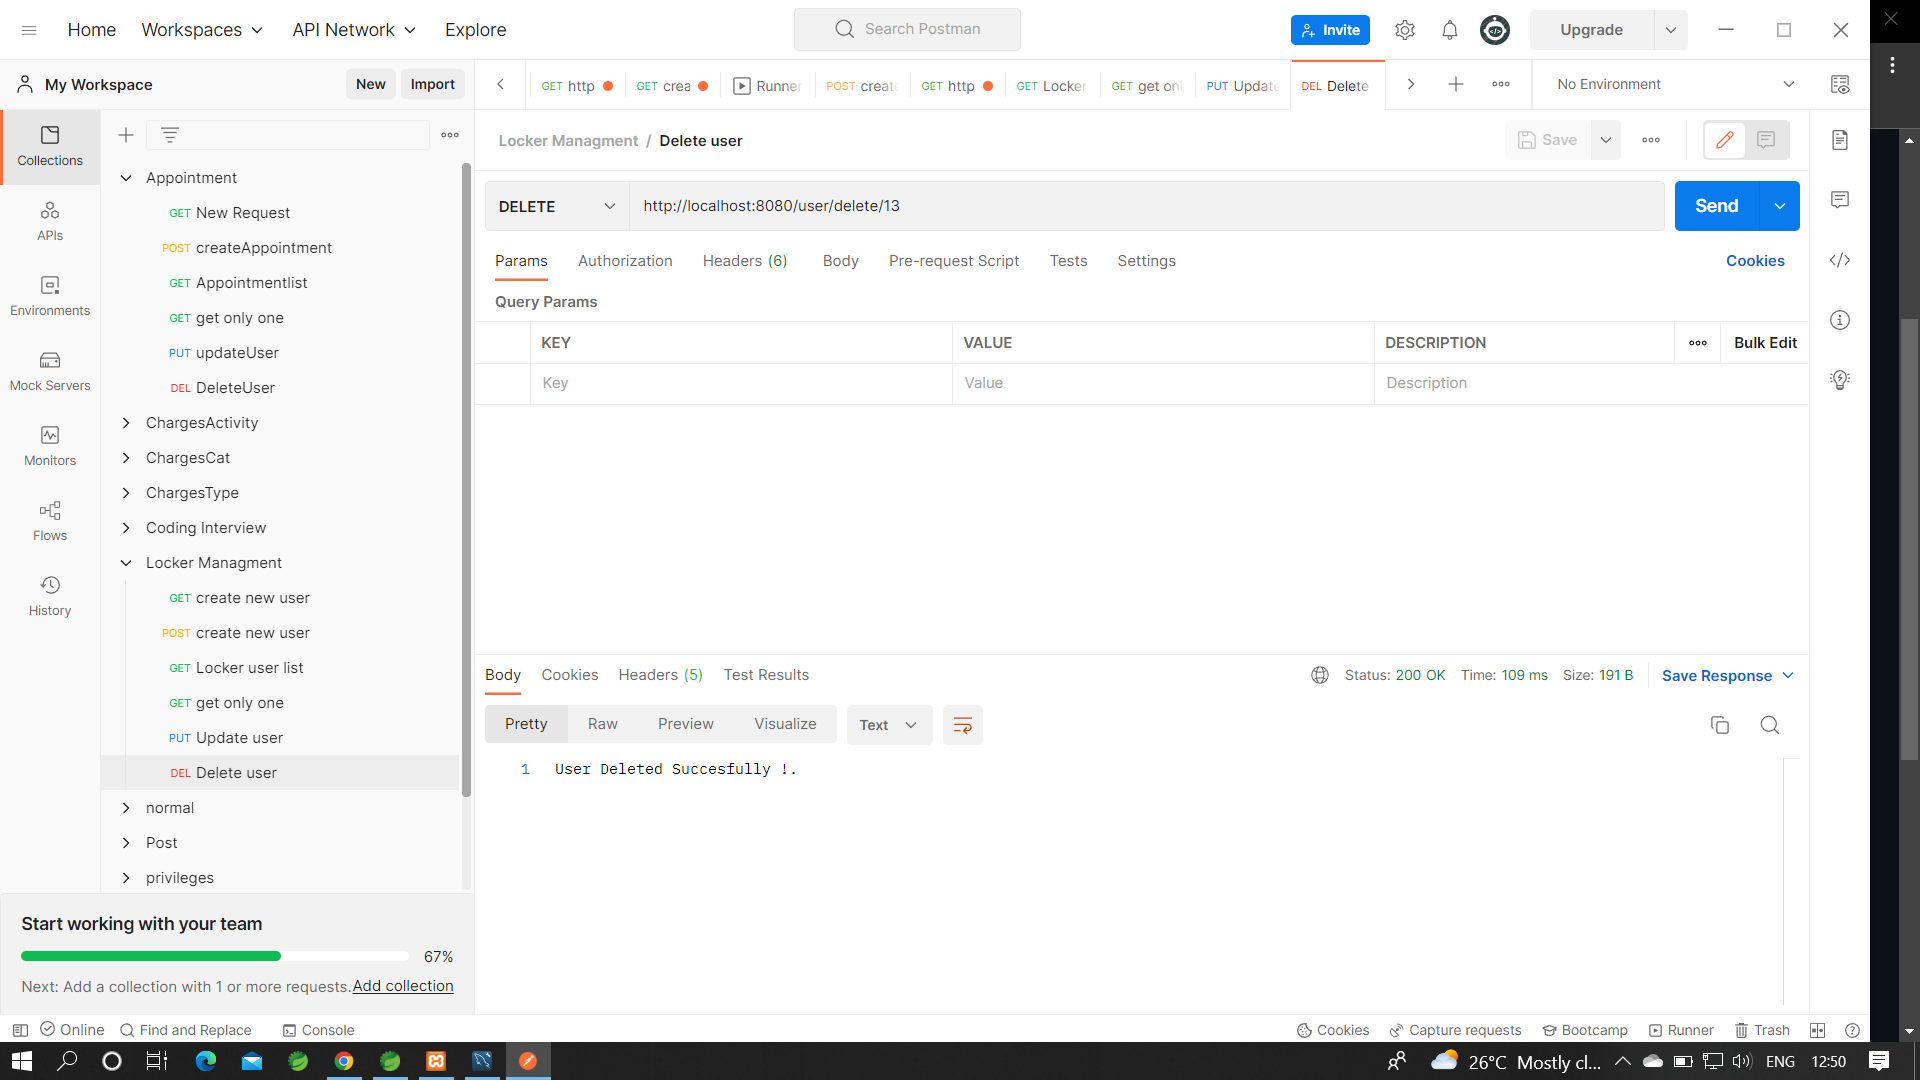 Home
Workspaces
API Network
Explore
Search Postman
Invite
Upgrade
My Workspace
New
Import
GET http
GET crea
Runner
POST create
GET http
GET Locker
GET get onl
PUT Update
DEL Delete
No Environment
Collections
APIs
Environments
Mock Servers
Monitors
Flows
History
Appointment
GET New Request
POST createAppointment
GET Appointmentlist
GET get only one
PUT updateUser
DEL DeleteUser
ChargesActivity
ChargesCat
ChargesType
Coding Interview
Locker Managment
GET create new user
POST create new user
GET Locker user list
GET get only one
PUT Update user
DEL Delete user
normal
Post
privileges
Start working with your team
67%
Next: Add a collection with 1 or more requests. Add collection
Locker Managment / Delete user
Save
DELETE
http://localhost:8080/user/delete/13
Send
Params
Authorization
Headers (6)
Body
Pre-request Script
Tests
Settings
Cookies
Query Params
KEY
VALUE
DESCRIPTION
Bulk Edit
Key
Value
Description
Body
Cookies
Headers (5)
Test Results
Status: 200 OK
Time: 109 ms
Size: 191 B
Save Response
Pretty
Raw
Preview
Visualize
Text
1 User Deleted Succesfully !.
Online
Find and Replace
Console
Cookies
Capture requests
Bootcamp
Runner
Trash
26°C Mostly cl...
ENG
12:50